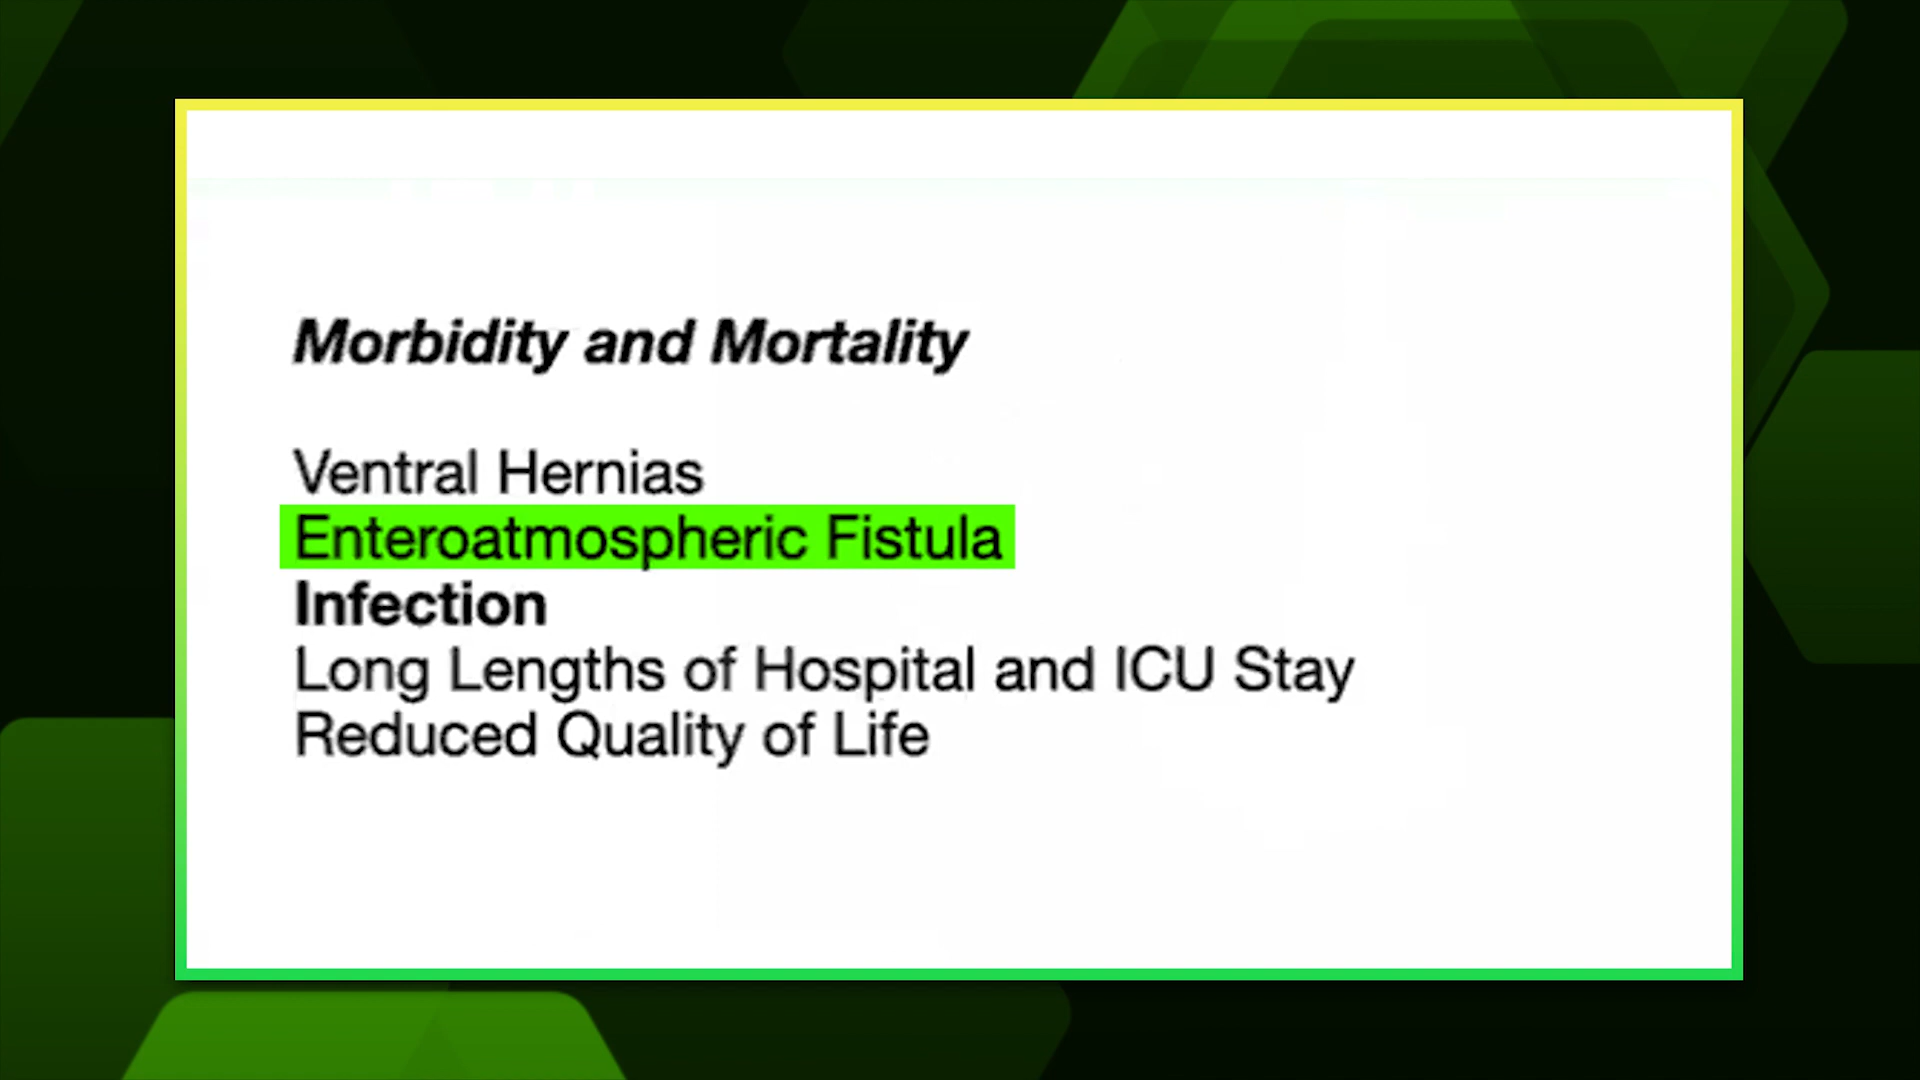 Morbidity and Mortality
Ventral Hernias
Enteroatmospheric Fistula
Infection
Long Lengths of Hospital and ICU Stay
Reduced Quality of Life